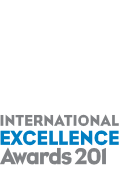 INTERNATIONAL
EXCELLENCE
Awards 201